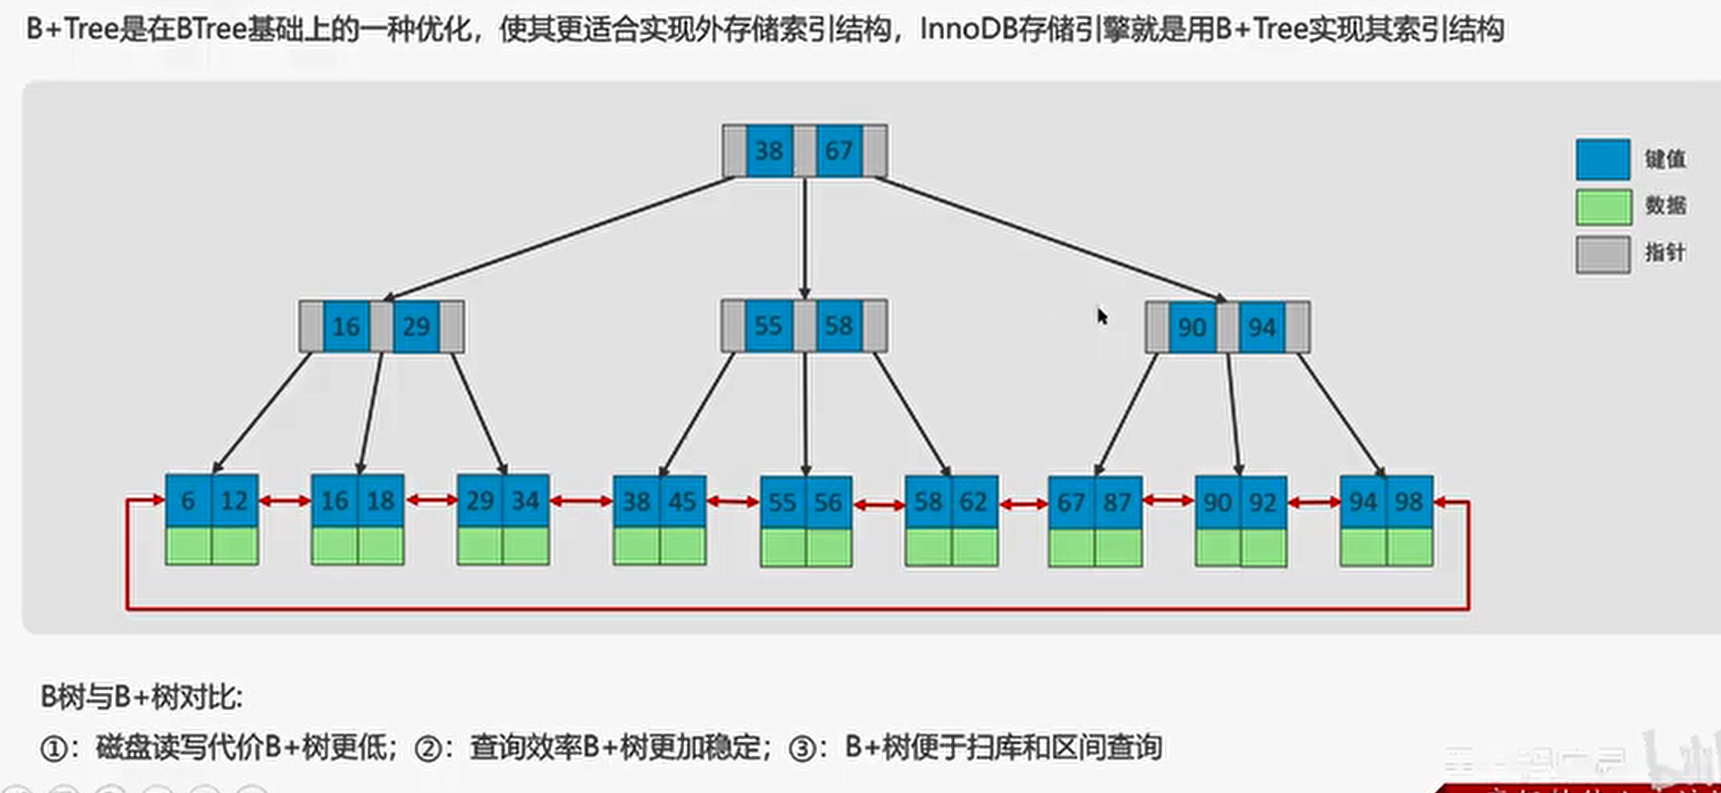 B+Tree是在BTree基础上的一种优化，使其更适合实现外存储索引结构，InnoDB存储引擎就是用B+Tree实现其索引结构
38 67
键值
数据
指针
16 29 55 58 90 94
6 12 16 18 29 34 38 45 55 56 58 62 67 87 90 92 94 98
B树与B+树对比:
①：磁盘读写代价B+树更低；②：查询效率B+树更加稳定；③：B+树便于扫库和区间查询